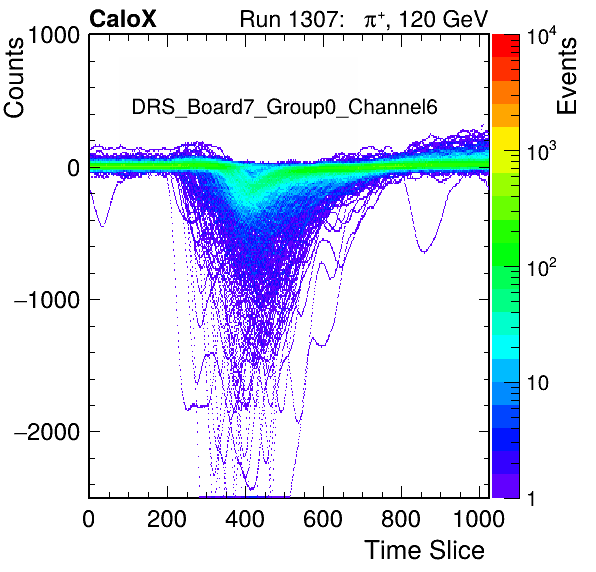 CaloX Run 1307: π⁺, 120 GeV
Counts
Events
DRS_Board7_Group0_Channel6
1000
0
−1000
−2000
0 200 400 600 800 1000
Time Slice
10⁴
10³
10²
10
1